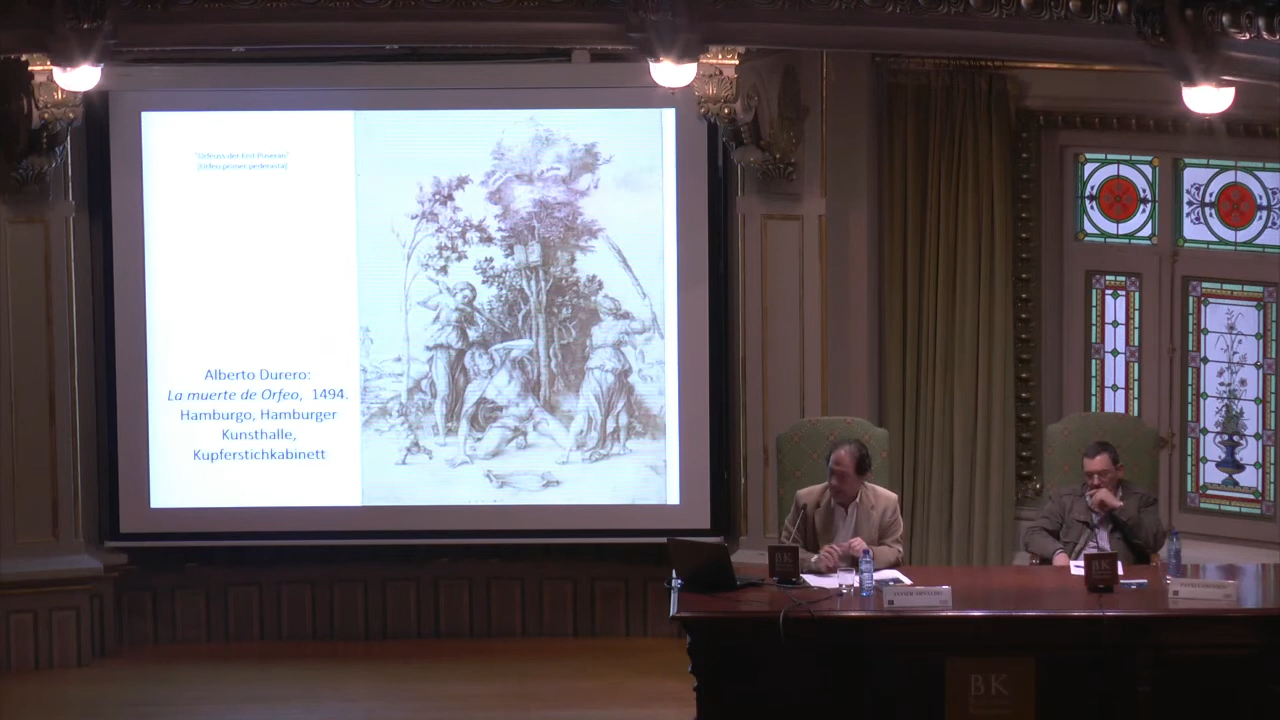 [Orfeo primer pederasta]
Alberto Durero:
La muerte de Orfeo, 1494.
Hamburgo, Hamburger
Kunsthalle,
Kupferstichkabinett
BK
BK
BK